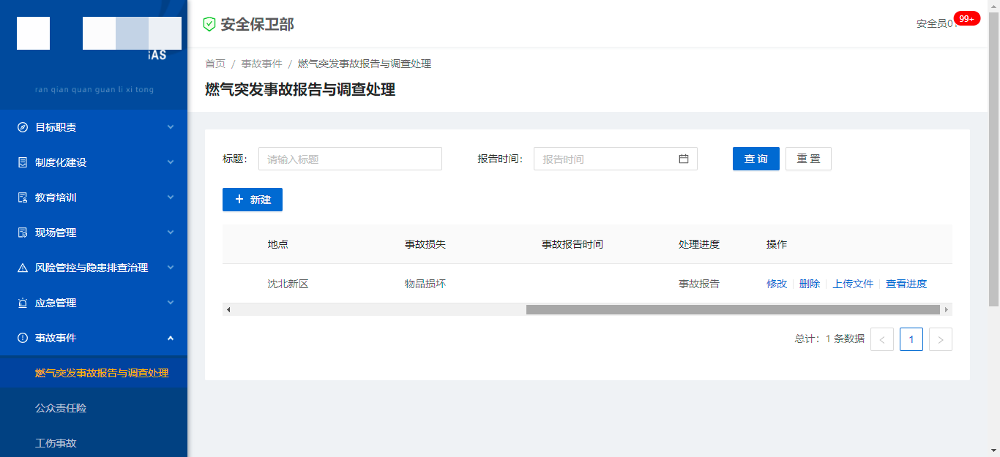 GAS
ran qian quan guan li xi tong
目标职责
制度化建设
教育培训
现场管理
风险管控与隐患排查治理
应急管理
事故事件
燃气突发事故报告与调查处理
公众责任险
工伤事故
安全保卫部
安全员0
99+
首页 / 事故事件 / 燃气突发事故报告与调查处理
燃气突发事故报告与调查处理
标题: 请输入标题 报告时间: 报告时间 查 询 重 置
+ 新建
地点 事故损失 事故报告时间 处理进度 操作
沈北新区 物品损坏 事故报告 修改 删除 上传文件 查看进度
总计: 1 条数据 < 1 >